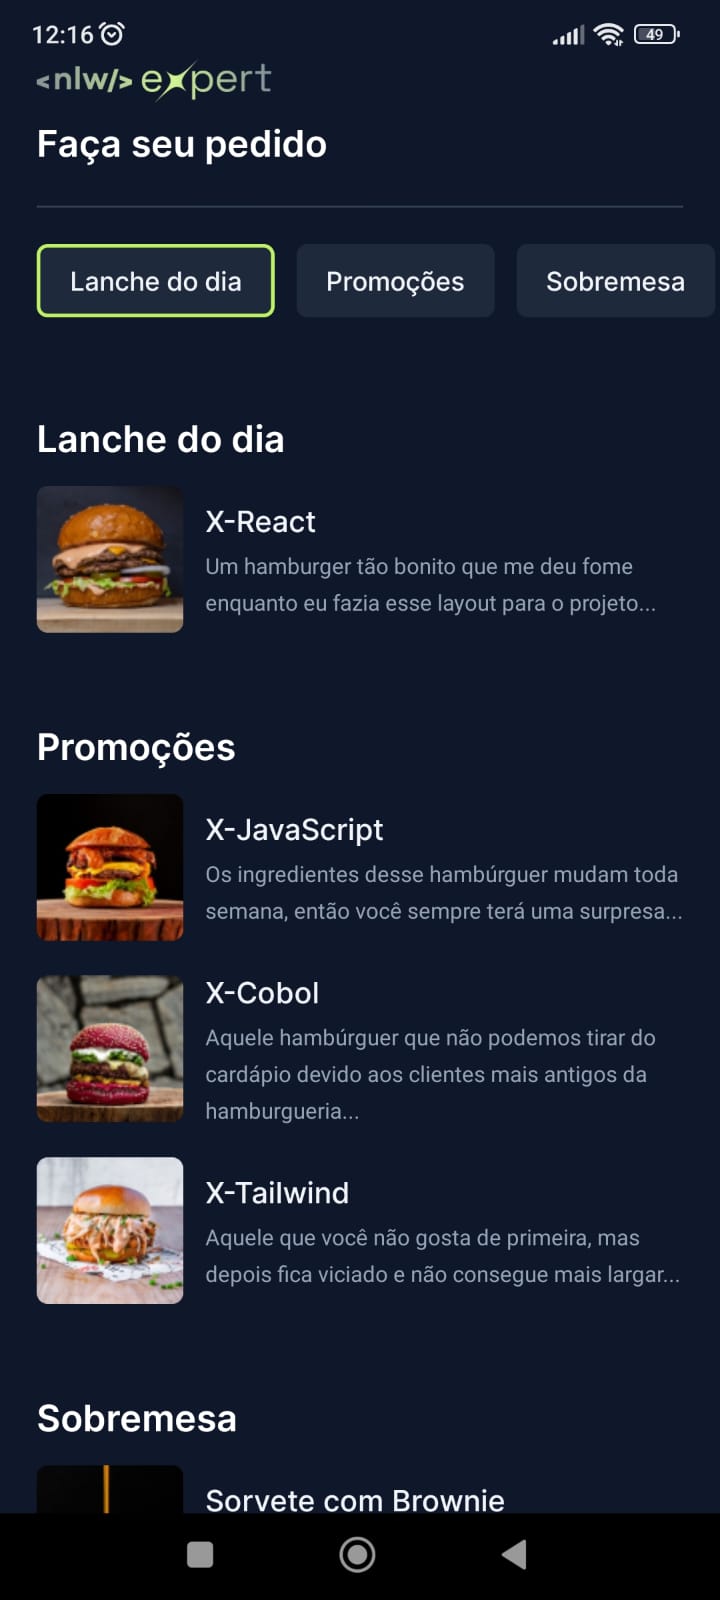 12:16
49
<nlw/> expert
Faça seu pedido
Lanche do dia
Promoções
Sobremesa
Lanche do dia
X-React
Um hamburger tão bonito que me deu fome
enquanto eu fazia esse layout para o projeto...
Promoções
X-JavaScript
Os ingredientes desse hambúrguer mudam toda
semana, então você sempre terá uma surpresa...
X-Cobol
Aquele hambúrguer que não podemos tirar do
cardápio devido aos clientes mais antigos da
hamburgueria...
X-Tailwind
Aquele que você não gosta de primeira, mas
depois fica viciado e não consegue mais largar...
Sobremesa
Sorvete com Brownie